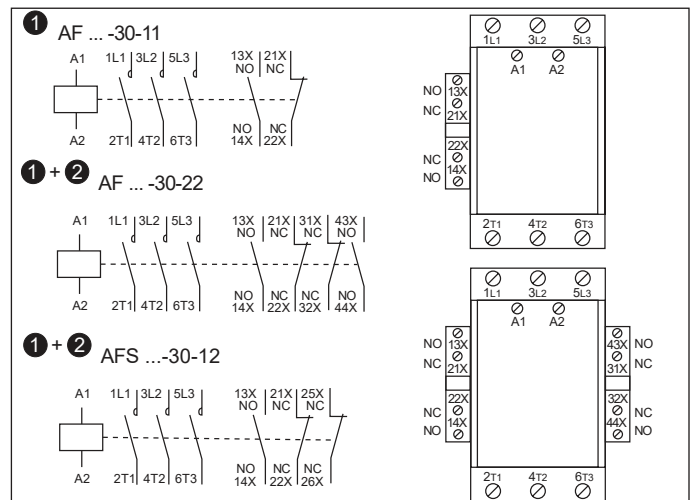 1 AF ... -30-11
A1 1L1 3L2 5L3 13X 21X
NO NC
NO NC
A2 2T1 4T2 6T3 14X 22X
1 + 2 AF ... -30-22
A1 1L1 3L2 5L3 13X 21X 31X 43X
NO NC NC NO
NO NC NC NO
A2 2T1 4T2 6T3 14X 22X 32X 44X
1 + 2 AFS ...-30-12
A1 1L1 3L2 5L3 13X 21X 25X
NO NC NC
NO NC NC
A2 2T1 4T2 6T3 14X 22X 26X
1L1 3L2 5L3
A1 A2
NO 13X
NC 21X
22X
NC 14X
NO
2T1 4T2 6T3
1L1 3L2 5L3
A1 A2
NO 13X 43X NO
NC 21X 31X NC
22X 32X
NC 14X 44X NC
NO NO
2T1 4T2 6T3